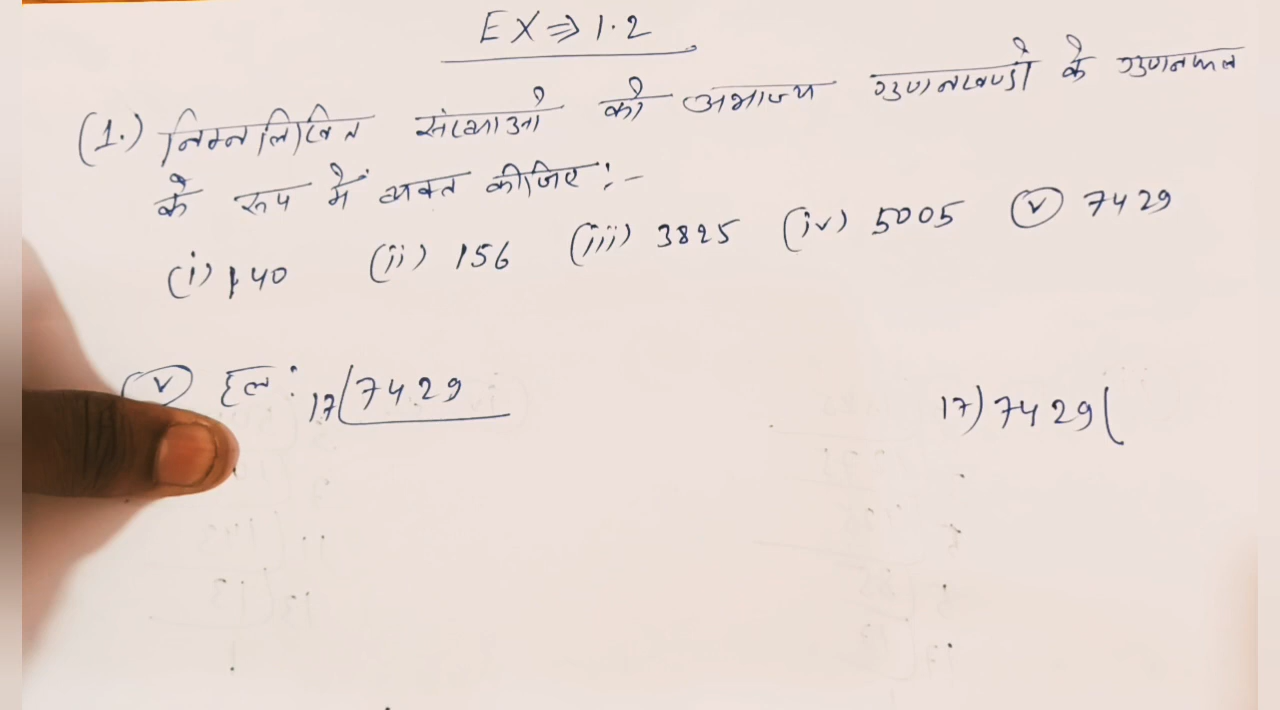 EX⇒1.2
(1.) निम्नलिखित संख्याओ को अभाज्य गुणनखण्डो के गुणनफल
के रूप में व्यक्त कीजिए:-
(i) 140 (ii) 156 (iii) 3825 (iv) 5005 (v) 7429
(v) हल: 17(7429
17)7429(